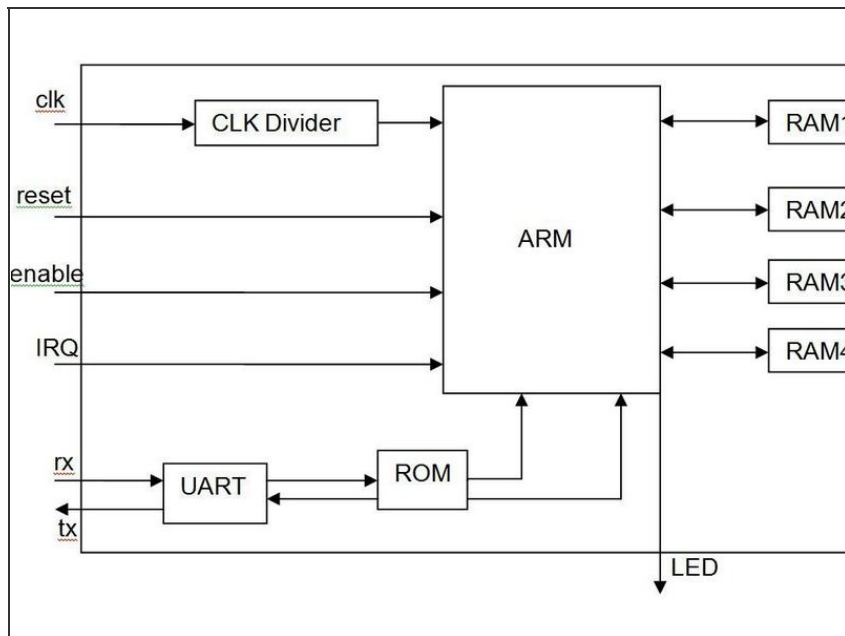 clk
CLK Divider
RAM1
reset
RAM2
ARM
enable
RAM3
IRQ
RAM4
rx
UART
ROM
tx
LED